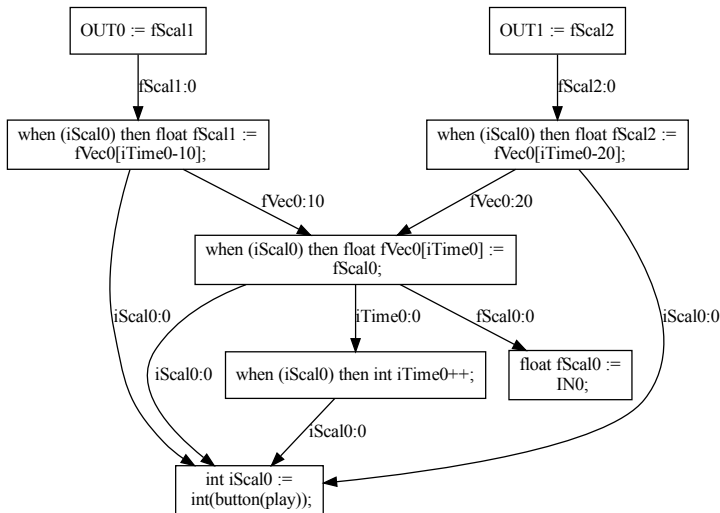 OUT0 := fScal1
OUT1 := fScal2
fScal1:0
fScal2:0
when (iScal0) then float fScal1 :=
fVec0[iTime0-10];
when (iScal0) then float fScal2 :=
fVec0[iTime0-20];
fVec0:10
fVec0:20
when (iScal0) then float fVec0[iTime0] :=
fScal0;
iScal0:0
iTime0:0
fScal0:0
iScal0:0
iScal0:0
when (iScal0) then int iTime0++;
float fScal0 :=
IN0;
iScal0:0
int iScal0 :=
int(button(play));